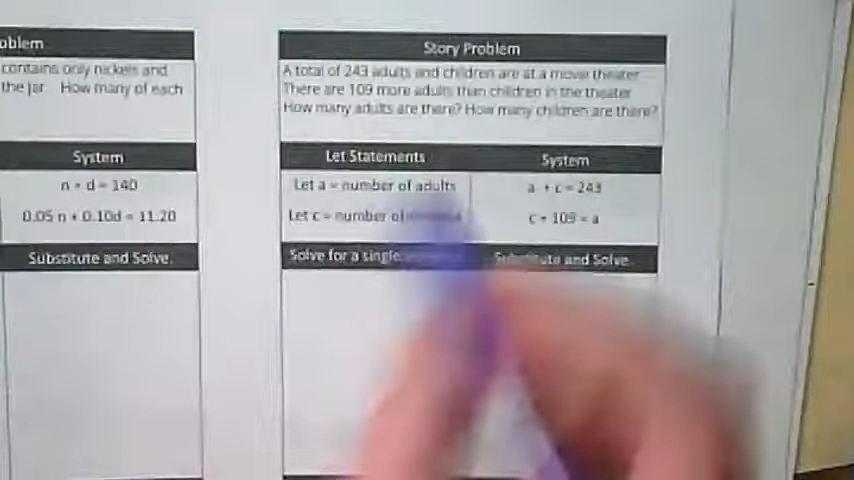 oblem
contains only nickels and
the jar. How many of each
System
n + d = 140
0.05 n + 0.10d = 11.20
Substitute and Solve.
Story Problem
A total of 243 adults and children are at a movie theater.
There are 109 more adults than children in the theater.
How many adults are there? How many children are there?
Let Statements
System
Let a = number of adults
a + c = 243
Let c = number of
c + 109 = a
Solve for a single
Substitute and Solve.